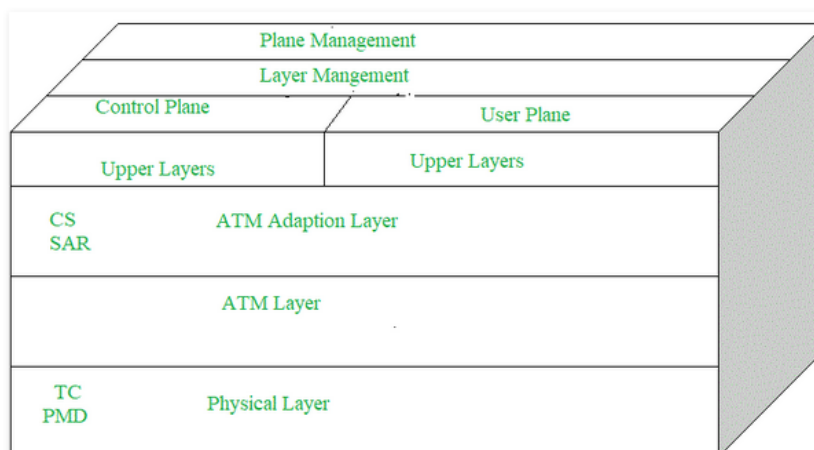 Plane Management
Layer Mangement
Control Plane
User Plane
Upper Layers
Upper Layers
CS
SAR
ATM Adaption Layer
ATM Layer
TC
PMD
Physical Layer